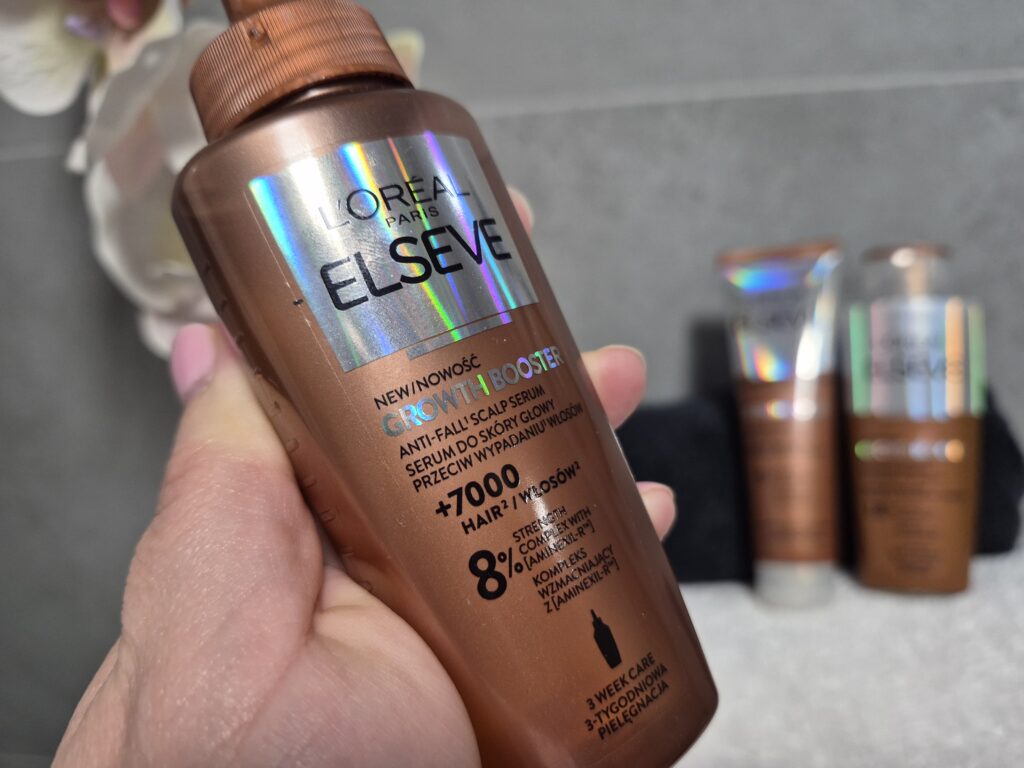 L'ORÉAL
PARIS
ELSEVE
NEW/NOWOŚĆ
GROWTH BOOSTER
ANTI-FALL¹ SCALP SERUM
SERUM DO SKÓRY GŁOWY
PRZECIW WYPADANIU¹ WŁOSÓW
+7000
HAIR² / WŁOSÓW²
8%
STRENGTH
COMPLEX WITH
[AMINEXIL-R™]
KOMPLEKS
WZMACNIAJĄCY
Z [AMINEXIL-R™]
3 WEEK CARE
3-TYGODNIOWA
PIELĘGNACJA
ELSEVE